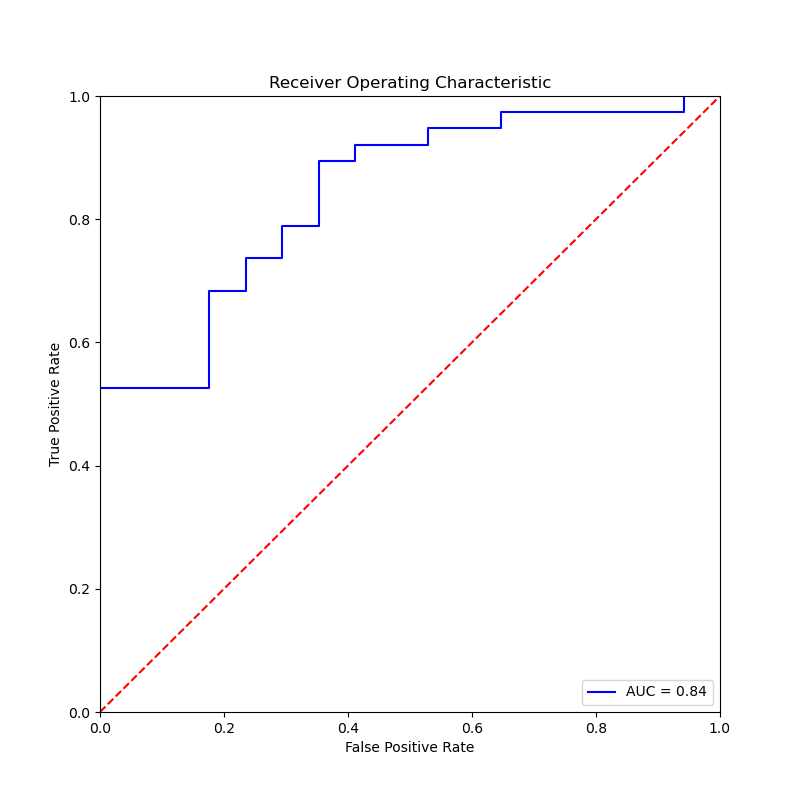 Receiver Operating Characteristic
1.0
0.8
0.6
0.4
0.2
0.0
True Positive Rate
AUC = 0.84
0.0 0.2 0.4 0.6 0.8 1.0
False Positive Rate